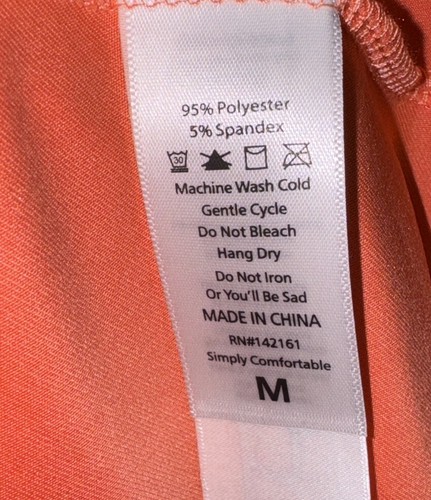 95% Polyester
5% Spandex
30
Machine Wash Cold
Gentle Cycle
Do Not Bleach
Hang Dry
Do Not Iron
Or You'll Be Sad
MADE IN CHINA
RN#142161
Simply Comfortable
M